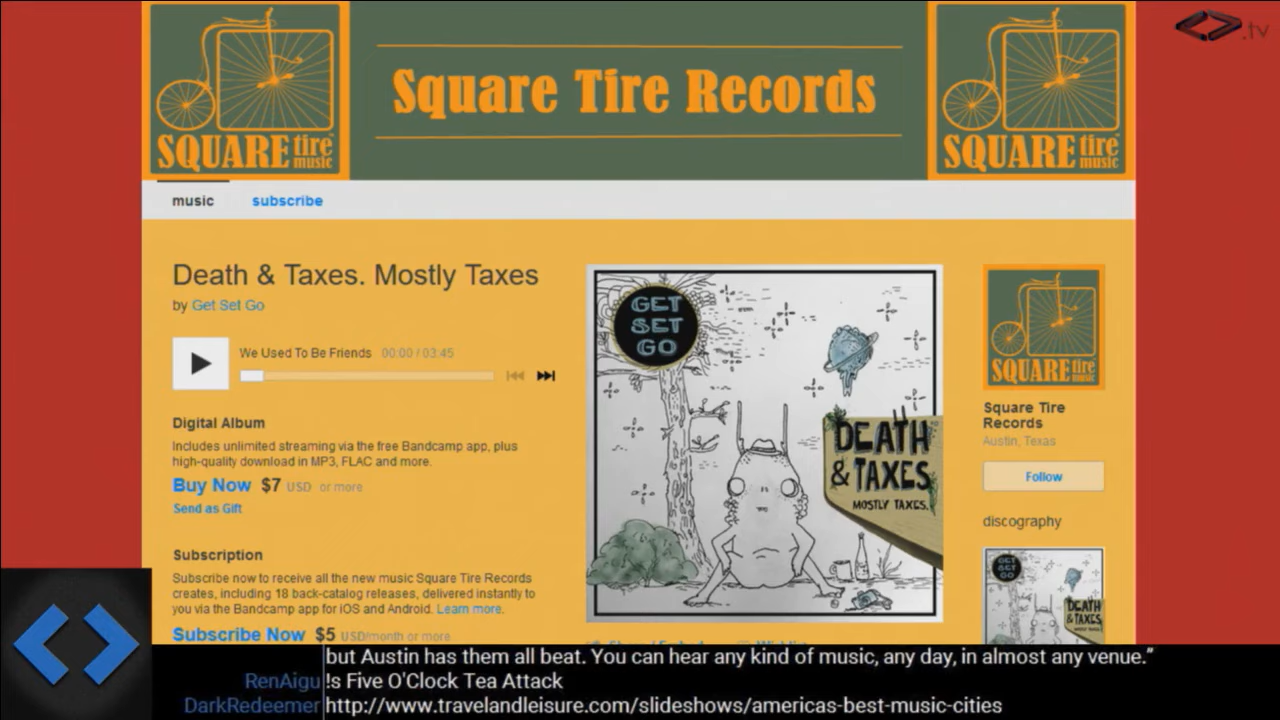 SQUARE tire music
Square Tire Records
SQUARE tire music
.tv
music
subscribe
Death & Taxes. Mostly Taxes
by Get Set Go
We Used To Be Friends 00:00 / 03:45
Digital Album
Includes unlimited streaming via the free Bandcamp app, plus
high-quality download in MP3, FLAC and more.
Buy Now $7 USD or more
Send as Gift
Subscription
Subscribe now to receive all the new music Square Tire Records
creates, including 18 back-catalog releases, delivered instantly to
you via the Bandcamp app for iOS and Android. Learn more.
Subscribe Now $5 USD/month or more
GET
SET
GO
DEATH
& TAXES
MOSTLY TAXES.
SQUARE tire music
Square Tire
Records
Austin, Texas
Follow
discography
GET
SET
GO
DEATH
& TAXES
but Austin has them all beat. You can hear any kind of music, any day, in almost any venue.”
RenAigu !s Five O'Clock Tea Attack
DarkRedeemer http://www.travelandleisure.com/slideshows/americas-best-music-cities